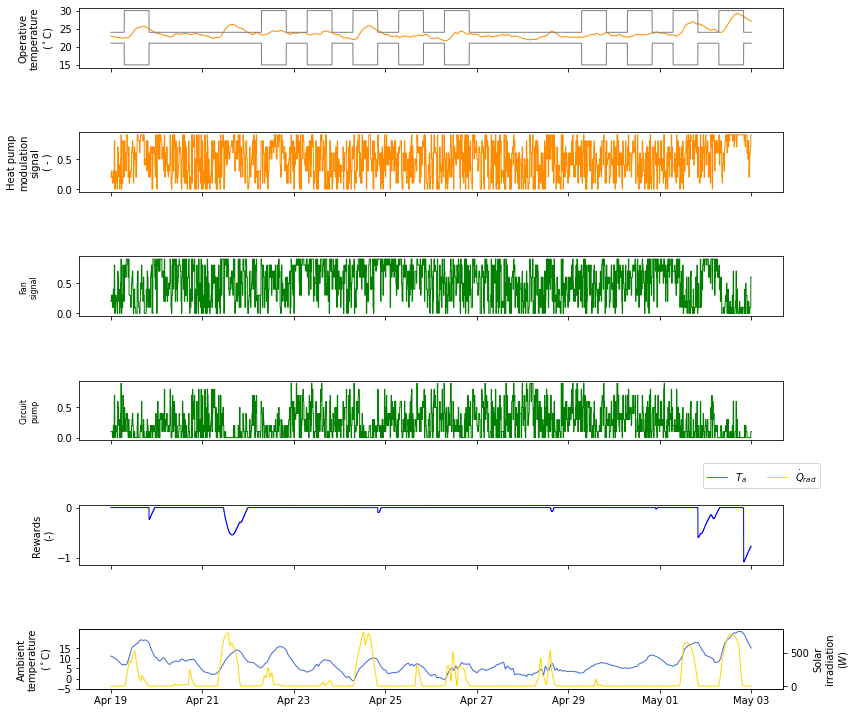 Operative
temperature
(°C)
30
25
20
15
Heat pump
modulation
signal
( - )
0.5
0.0
Fan
signal
0.5
0.0
Circuit
pump
0.5
0.0
T_a Q̇_rad
Rewards
(-)
0
−1
Ambient
temperature
(°C)
15
10
5
0
−5
500
0
Solar
irradiation
(W)
Apr 19 Apr 21 Apr 23 Apr 25 Apr 27 Apr 29 May 01 May 03